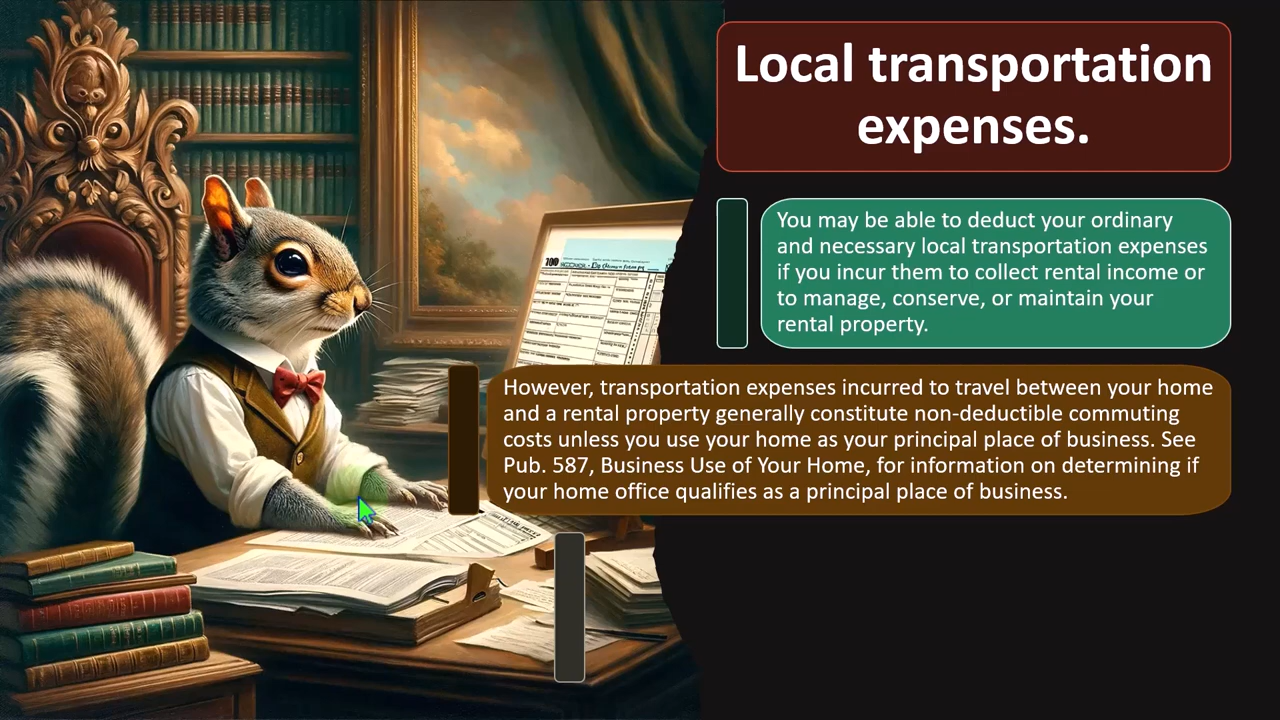 Local transportation
expenses.
You may be able to deduct your ordinary
and necessary local transportation expenses
if you incur them to collect rental income or
to manage, conserve, or maintain your
rental property.
However, transportation expenses incurred to travel between your home
and a rental property generally constitute non-deductible commuting
costs unless you use your home as your principal place of business. See
Pub. 587, Business Use of Your Home, for information on determining if
your home office qualifies as a principal place of business.